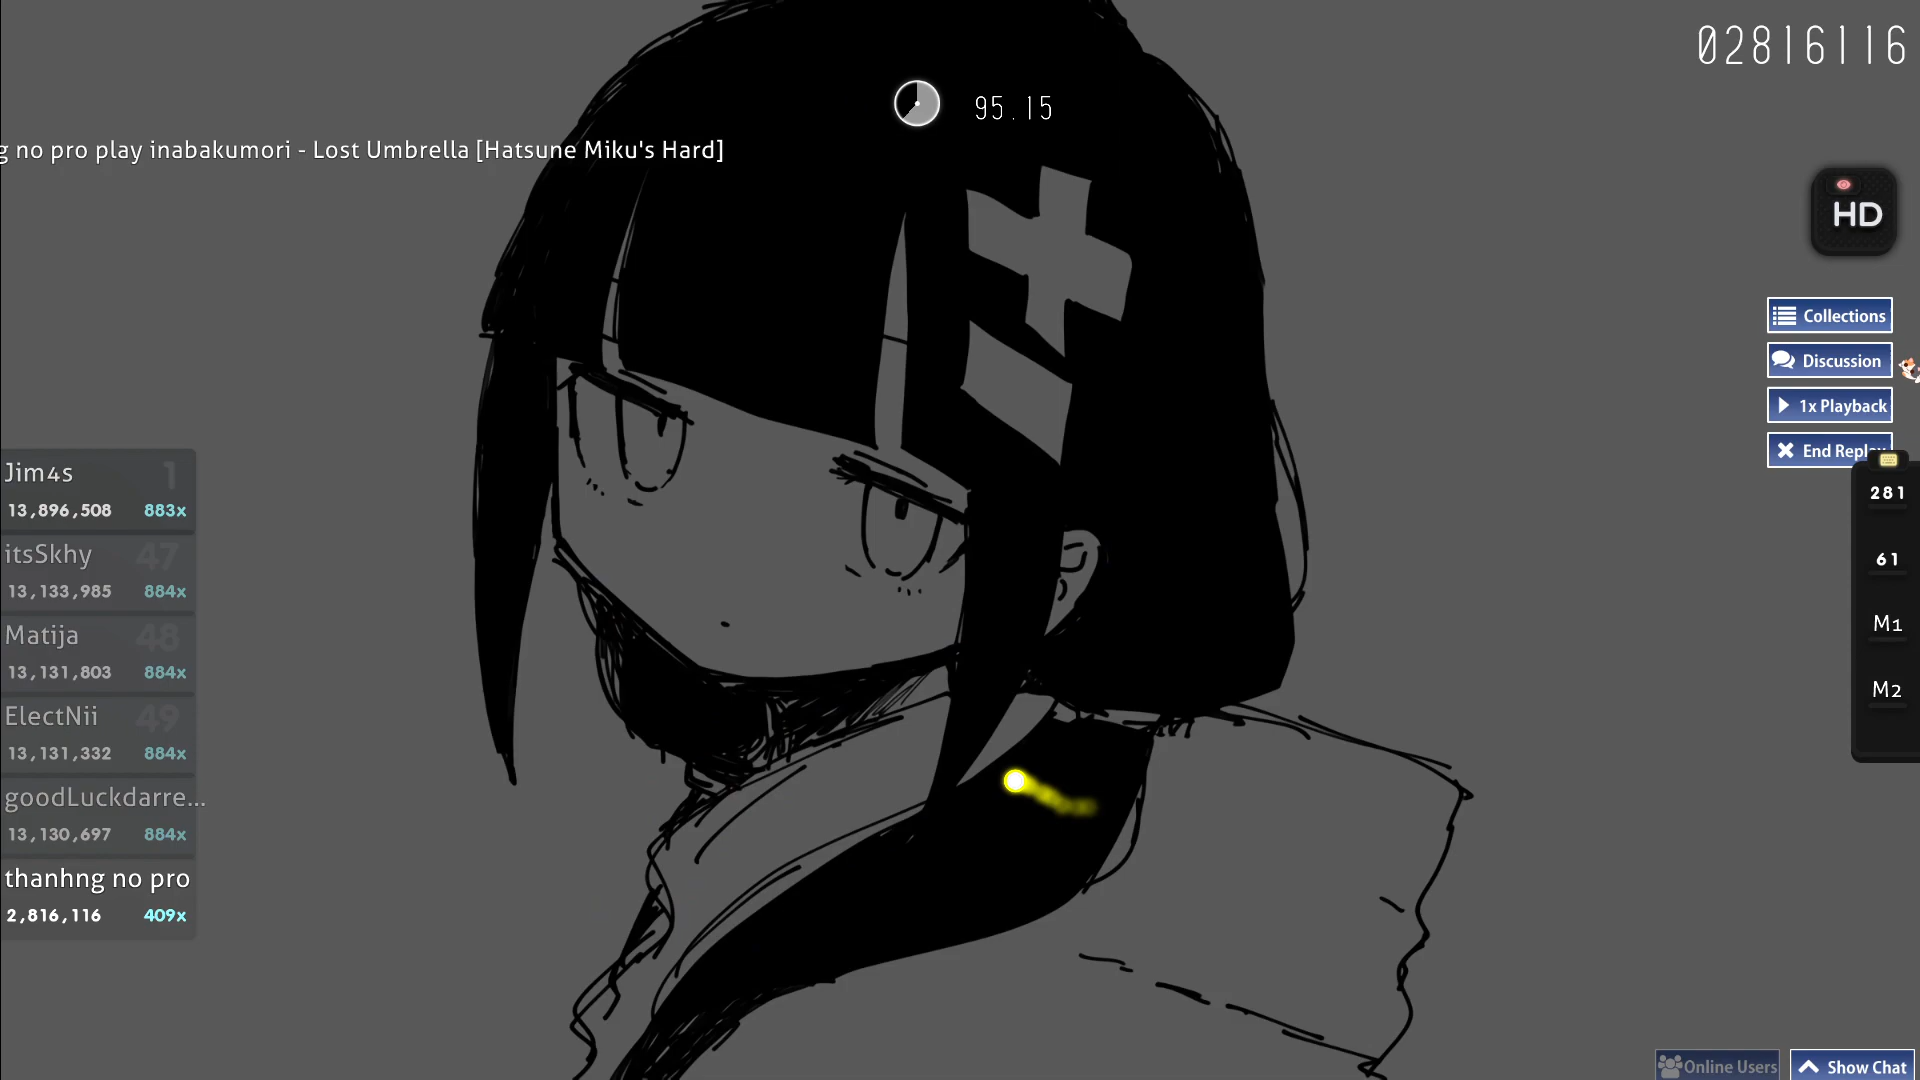 02816116
95.15
g no pro play inabakumori - Lost Umbrella [Hatsune Miku's Hard]
HD
Collections
Discussion
1x Playback
End Replay
281
61
M1
M2
Jim4s 1
13,896,508 883x
itsSkhy 47
13,133,985 884x
Matija 48
13,131,803 884x
ElectNii 49
13,131,332 884x
goodLuckdarre...
13,130,697 884x
thanhng no pro
2,816,116 409x
Online Users
Show Chat